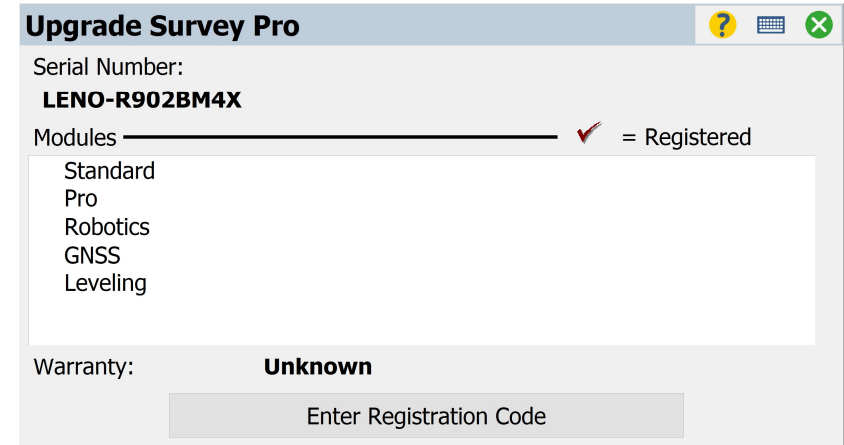 Upgrade Survey Pro ?
Serial Number:
LENO-R902BM4X
Modules = Registered
Standard
Pro
Robotics
GNSS
Leveling
Warranty: Unknown
Enter Registration Code